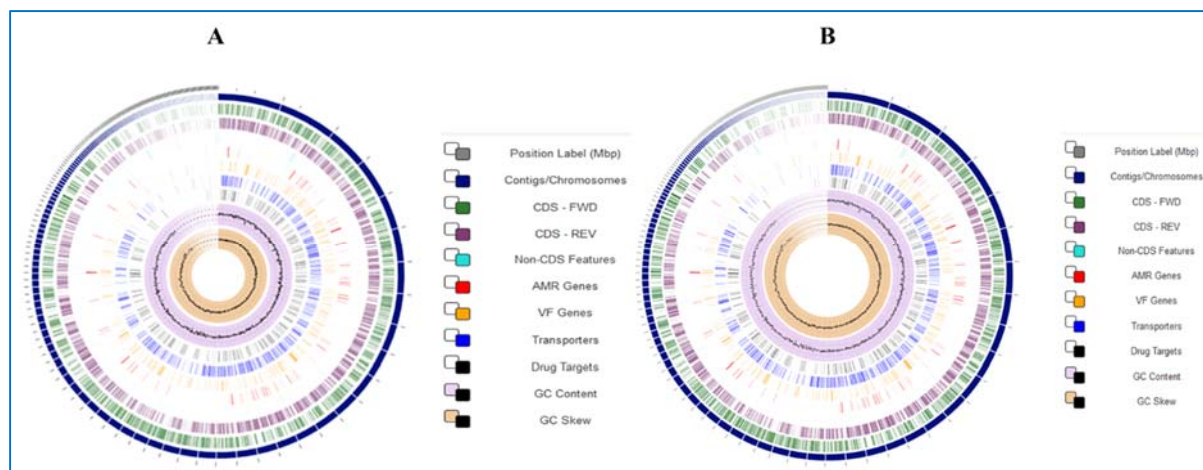 A
B
Position Label (Mbp)
Contigs/Chromosomes
CDS - FWD
CDS - REV
Non-CDS Features
AMR Genes
VF Genes
Transporters
Drug Targets
GC Content
GC Skew
Position Label (Mbp)
Contigs/Chromosomes
CDS - FWD
CDS - REV
Non-CDS Features
AMR Genes
VF Genes
Transporters
Drug Targets
GC Content
GC Skew